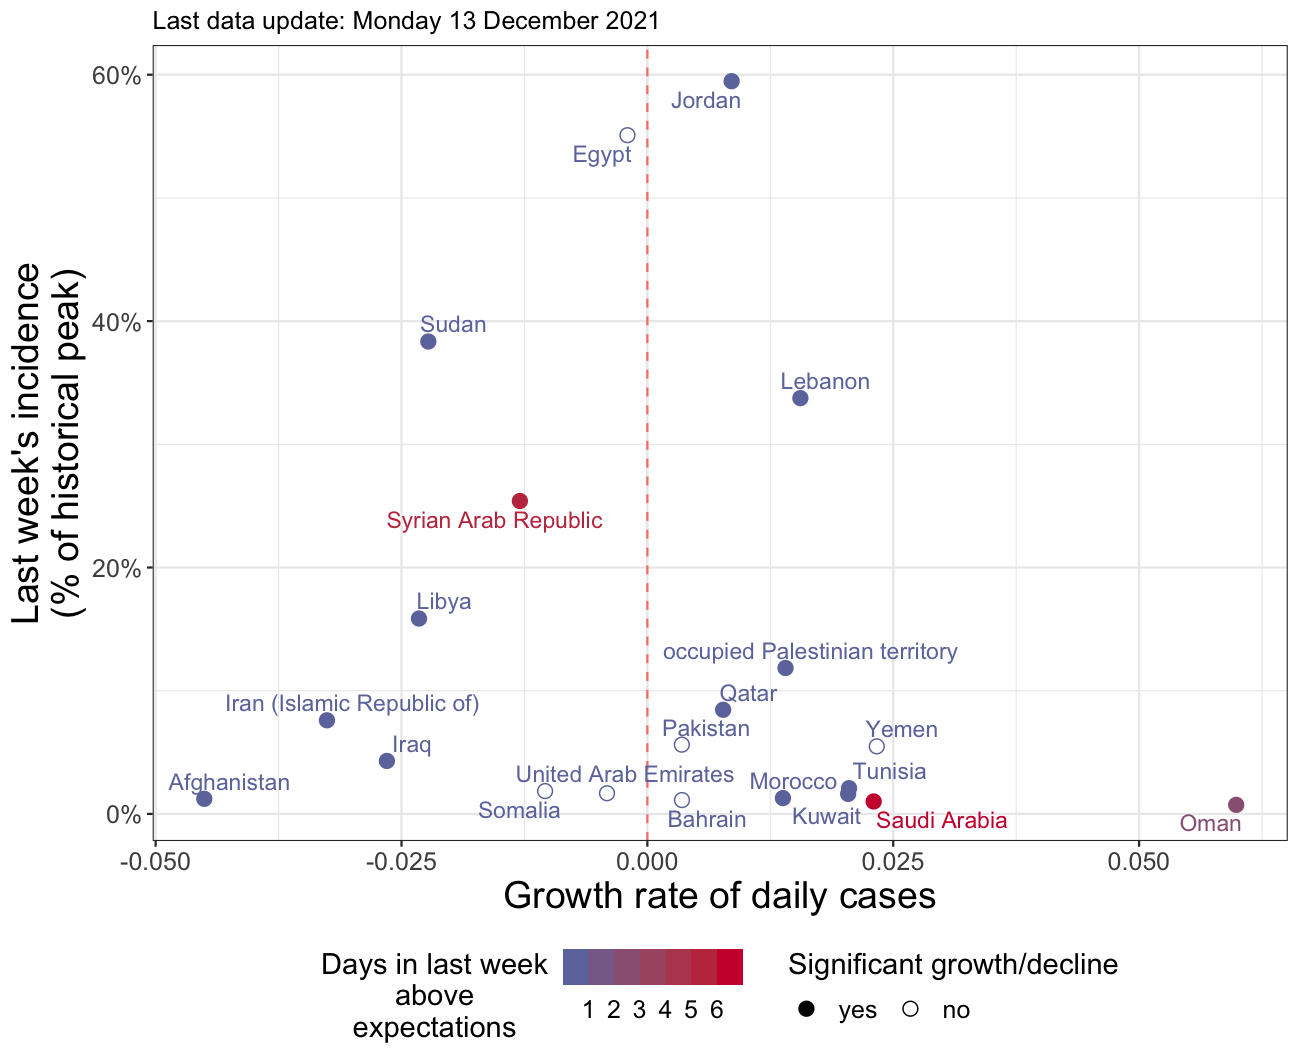 Last data update: Monday 13 December 2021
Last week's incidence
(% of historical peak)
60%
40%
20%
0%
Jordan
Egypt
Sudan
Lebanon
Syrian Arab Republic
Libya
occupied Palestinian territory
Qatar
Iran (Islamic Republic of)
Pakistan
Yemen
Iraq
United Arab Emirates
Tunisia
Afghanistan
Morocco
Somalia
Bahrain
Kuwait
Saudi Arabia
Oman
-0.050
-0.025
0.000
0.025
0.050
Growth rate of daily cases
Days in last week
above
expectations
1 2 3 4 5 6
Significant growth/decline
yes
no